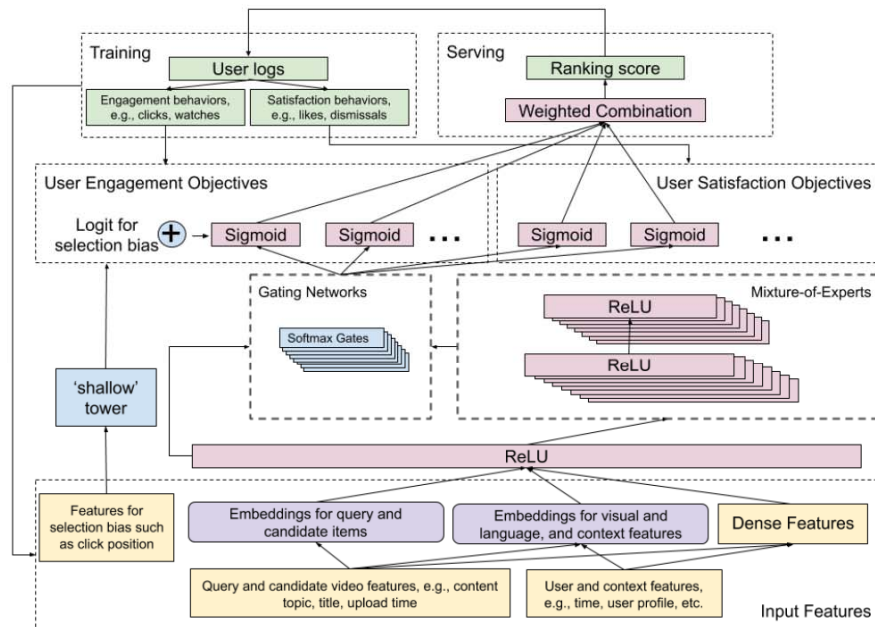 Training
User logs
Engagement behaviors,
e.g., clicks, watches
Satisfaction behaviors,
e.g., likes, dismissals
Serving
Ranking score
Weighted Combination
User Engagement Objectives
Logit for
selection bias
+
Sigmoid
Sigmoid
...
User Satisfaction Objectives
Sigmoid
Sigmoid
...
Gating Networks
Softmax Gates
Mixture-of-Experts
ReLU
ReLU
'shallow'
tower
ReLU
Features for
selection bias such
as click position
Embeddings for query and
candidate items
Embeddings for visual and
language, and context features
Dense Features
Query and candidate video features, e.g., content
topic, title, upload time
User and context features,
e.g., time, user profile, etc.
Input Features